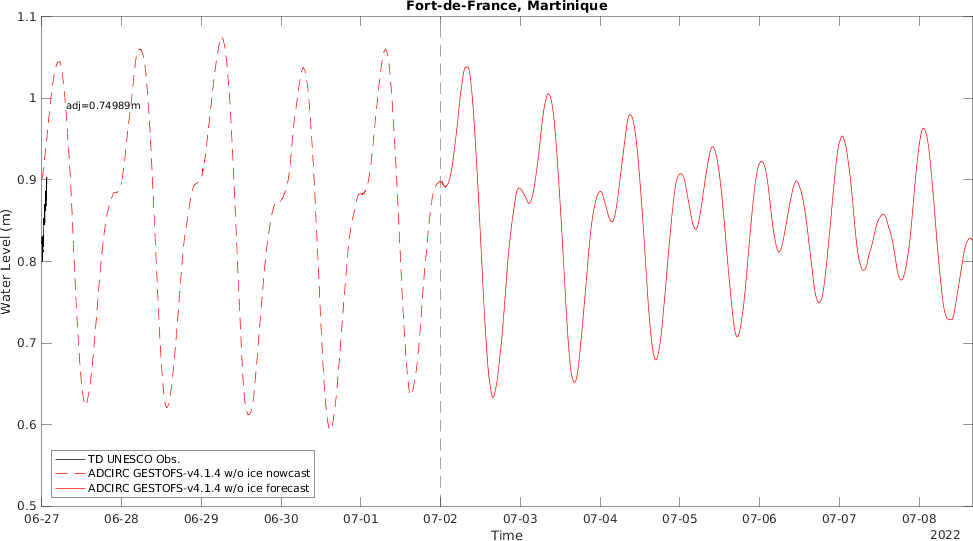 Fort-de-France, Martinique
1.1
1
0.9
0.8
0.7
0.6
0.5
Water Level (m)
adj=0.74989m
TD UNESCO Obs.
ADCIRC GESTOFS-v4.1.4 w/o ice nowcast
ADCIRC GESTOFS-v4.1.4 w/o ice forecast
06-27 06-28 06-29 06-30 07-01 07-02 07-03 07-04 07-05 07-06 07-07 07-08
2022
Time